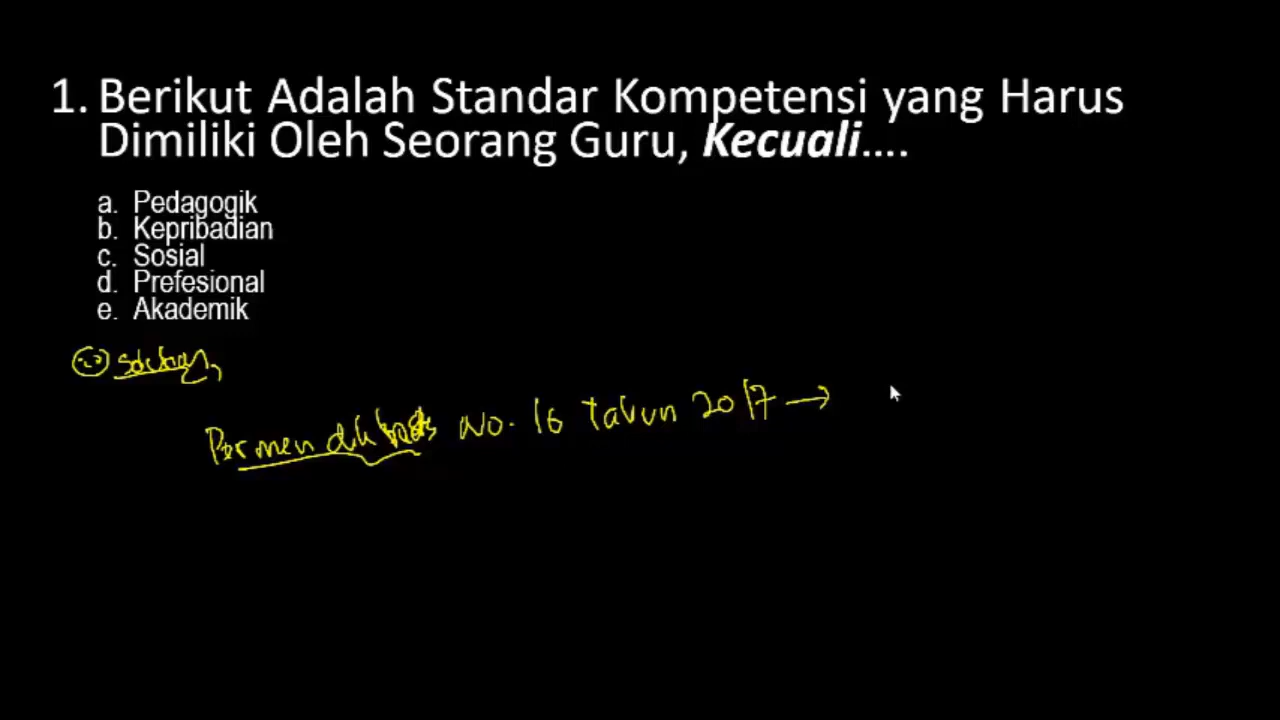 1. Berikut Adalah Standar Kompetensi yang Harus
Dimiliki Oleh Seorang Guru, Kecuali....
a. Pedagogik
b. Kepribadian
c. Sosial
d. Prefesional
e. Akademik
No. 16 Tahun 2017 →